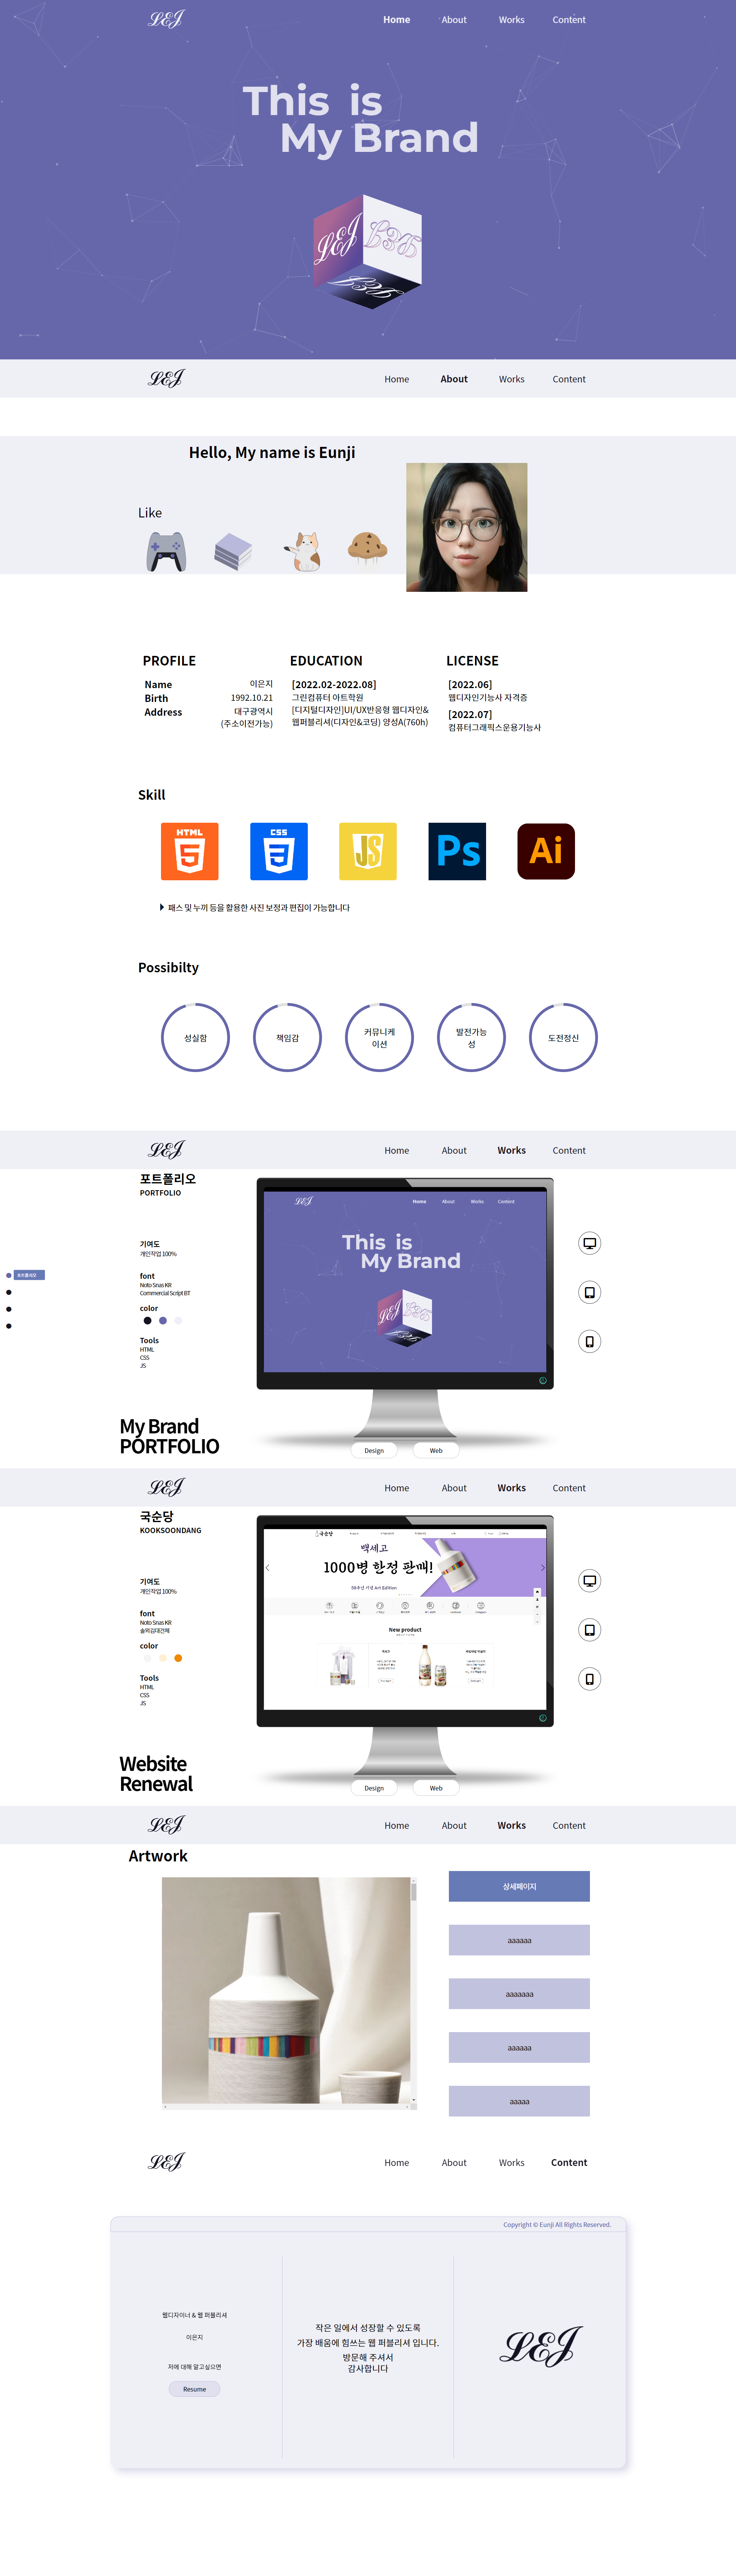 LEJ
Home About Works Content
This is
My Brand
LEJ
LEJ
LEJ
LEJ
Home About Works Content
Hello, My name is Eunji
Like
PROFILE
Name 이은지
Birth 1992.10.21
Address 대구광역시
(주소이전가능)
EDUCATION
[2022.02-2022.08]
그린컴퓨터 아트학원
[디지털디자인]UI/UX반응형 웹디자인&
웹퍼블리셔(디자인&코딩) 양성A(760h)
LICENSE
[2022.06]
웹디자인기능사 자격증
[2022.07]
컴퓨터그래픽스운용기능사
Skill
HTML 5
CSS 3
JS
Ps
Ai
패스 및 누끼 등을 활용한 사진 보정과 편집이 가능합니다
Possibilty
성실함
책임감
커뮤니케
이션
발전가능
성
도전정신
LEJ
Home About Works Content
포트폴리오
PORTFOLIO
기여도
개인작업 100%
font
Noto Snas KR
Commercial Script BT
color
Tools
HTML
CSS
JS
포트폴리오
My Brand
PORTFOLIO
LEJ
Home About Works Content
This is
My Brand
Design Web
LEJ
Home About Works Content
국순당
KOOKSOONDANG
기여도
개인작업 100%
font
Noto Snas KR
솔뫼김대건체
color
Tools
HTML
CSS
JS
Website
Renewal
국순당
백세고
1000병 한정 판매!
New product
Design Web
LEJ
Home About Works Content
Artwork
상세페이지
aaaaaa
aaaaaaa
aaaaaa
aaaaa
LEJ
Home About Works Content
Copyright © Eunji All Rights Reserved.
웹디자이너 & 웹 퍼블리셔
이은지
저에 대해 알고싶으면
Resume
작은 일에서 성장할 수 있도록
가장 배움에 힘쓰는 웹 퍼블리셔 입니다.
방문해 주셔서
감사합니다
LEJ